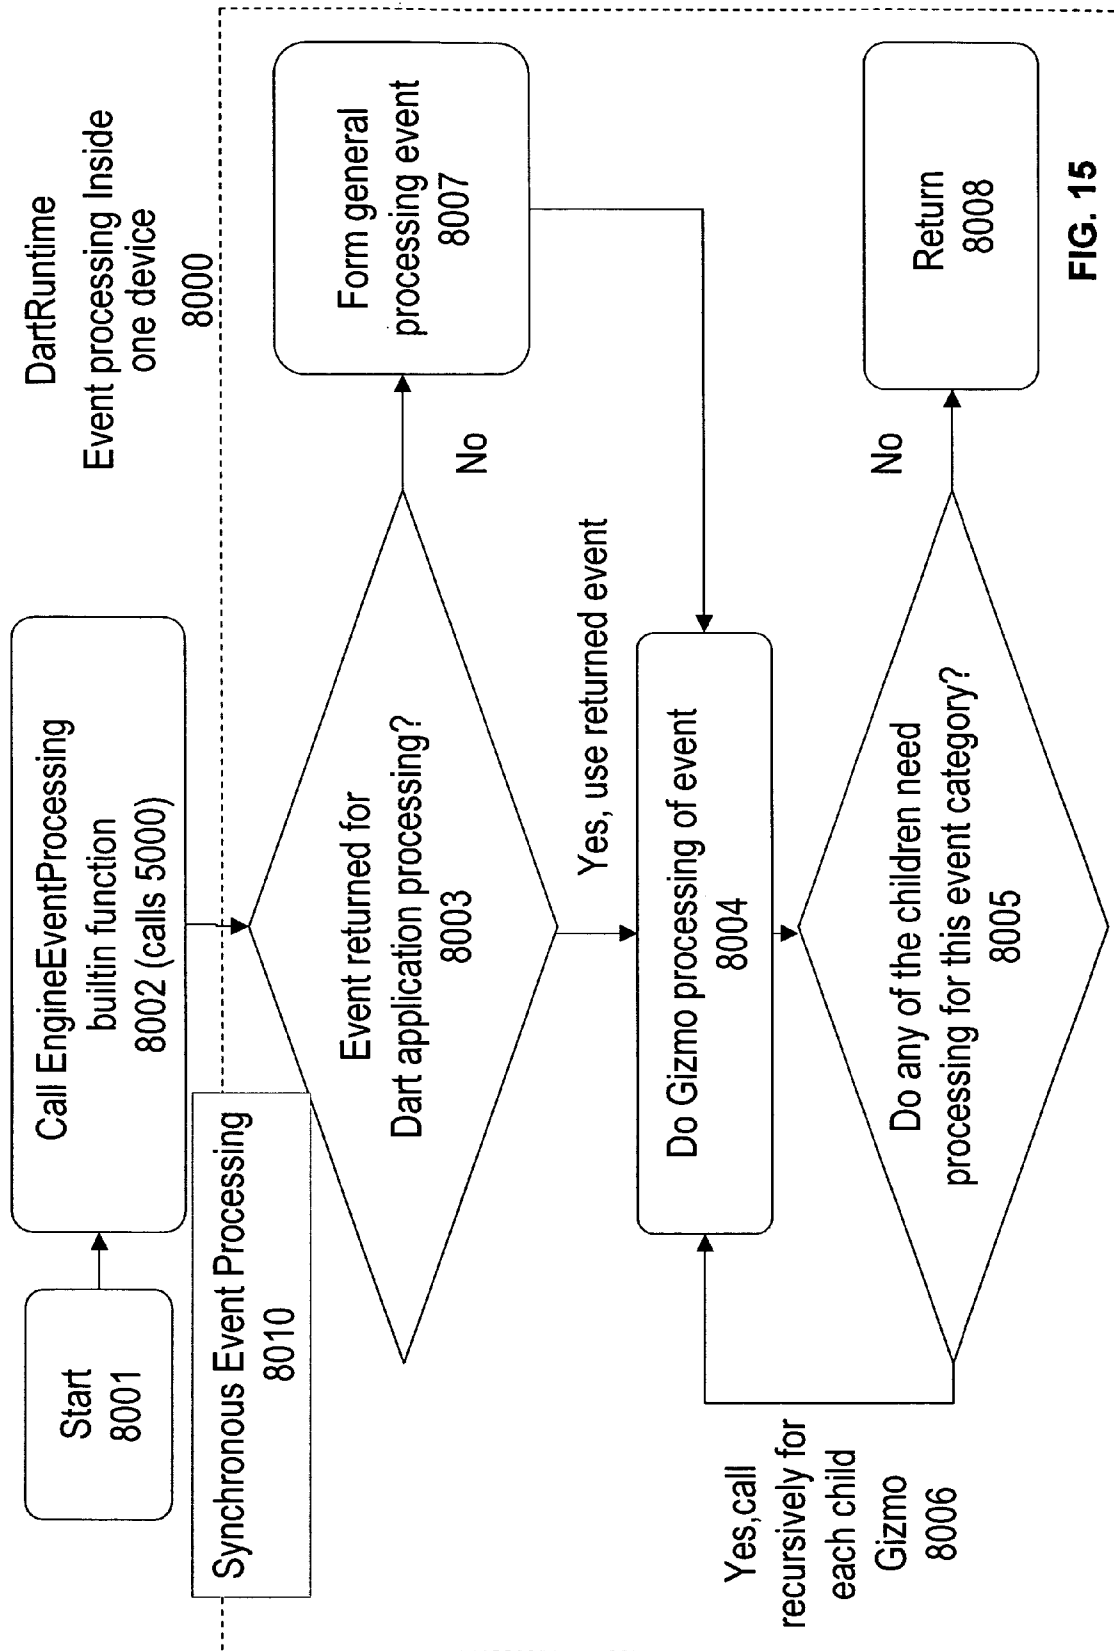 DartRuntime
Event processing Inside
one device
8000
Start
8001
Call EngineEventProcessing
builtin function
8002 (calls 5000)
Synchronous Event Processing
8010
Event returned for
Dart application processing?
8003
No
Form general
processing event
8007
Yes, use returned event
Do Gizmo processing of event
8004
Yes,call
recursively for
each child
Gizmo
8006
Do any of the children need
processing for this event category?
8005
No
Return
8008
FIG. 15